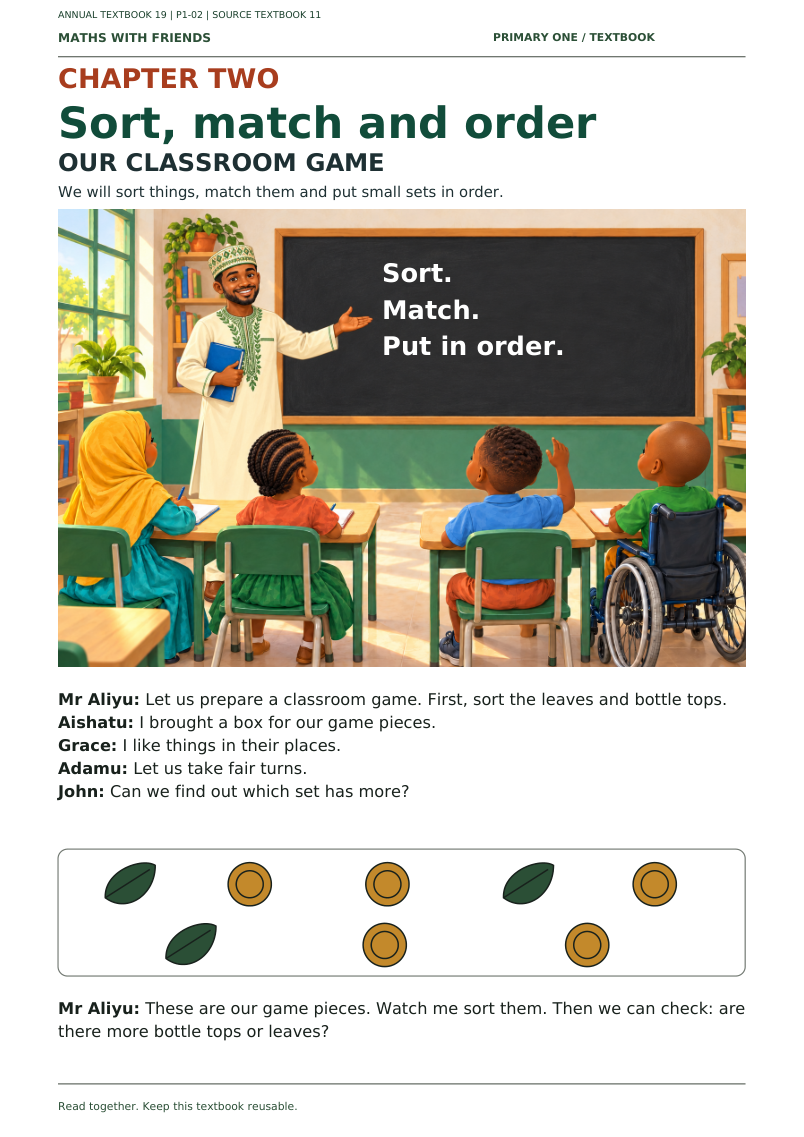 ANNUAL TEXTBOOK 19 | P1-02 | SOURCE TEXTBOOK 11
MATHS WITH FRIENDS
PRIMARY ONE / TEXTBOOK
CHAPTER TWO
Sort, match and order
OUR CLASSROOM GAME
We will sort things, match them and put small sets in order.
Sort.
Match.
Put in order.
Mr Aliyu: Let us prepare a classroom game. First, sort the leaves and bottle tops.
Aishatu: I brought a box for our game pieces.
Grace: I like things in their places.
Adamu: Let us take fair turns.
John: Can we find out which set has more?
Mr Aliyu: These are our game pieces. Watch me sort them. Then we can check: are
there more bottle tops or leaves?
Read together. Keep this textbook reusable.